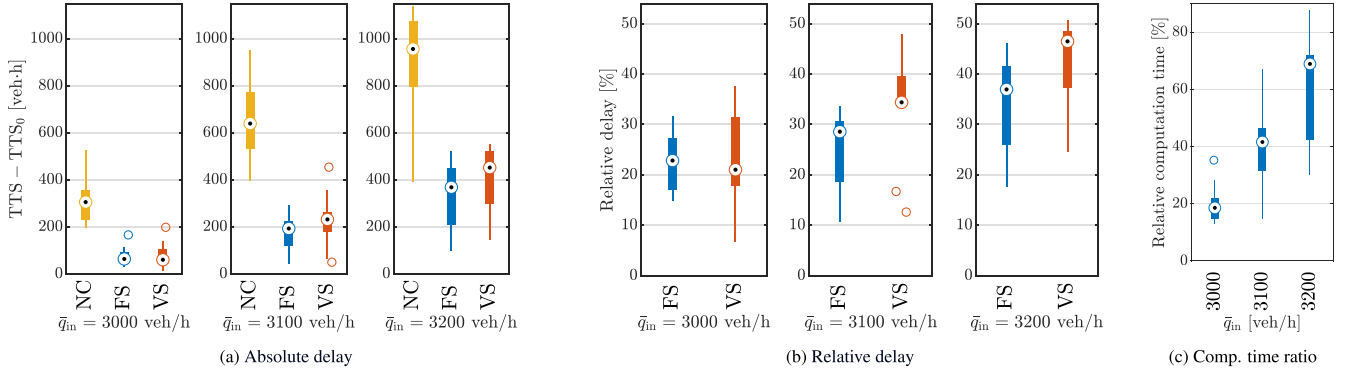 TTS − TTS₀ [veh·h]
1000
800
600
400
200
0
NC
FS
VS
q̄in = 3000 veh/h
1000
800
600
400
200
0
NC
FS
VS
q̄in = 3100 veh/h
1000
800
600
400
200
0
NC
FS
VS
q̄in = 3200 veh/h
(a) Absolute delay
Relative delay [%]
50
40
30
20
10
0
FS
VS
q̄in = 3000 veh/h
50
40
30
20
10
0
FS
VS
q̄in = 3100 veh/h
50
40
30
20
10
0
FS
VS
q̄in = 3200 veh/h
(b) Relative delay
Relative computation time [%]
80
60
40
20
0
3000
3100
3200
q̄in [veh/h]
(c) Comp. time ratio